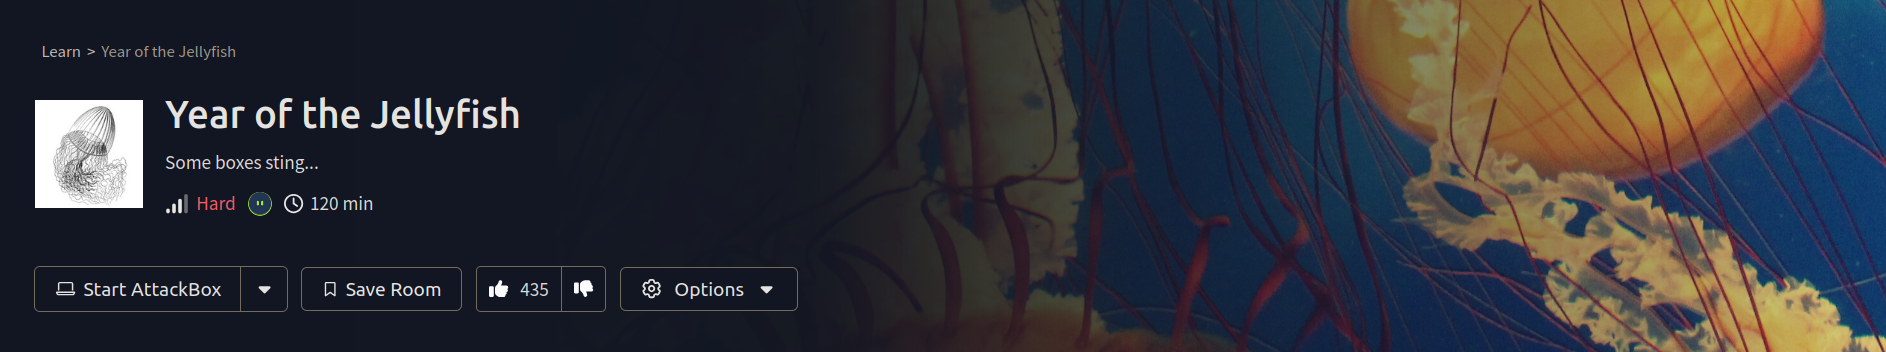 Learn > Year of the Jellyfish
Year of the Jellyfish
Some boxes sting...
Hard 120 min
Start AttackBox Save Room 435 Options